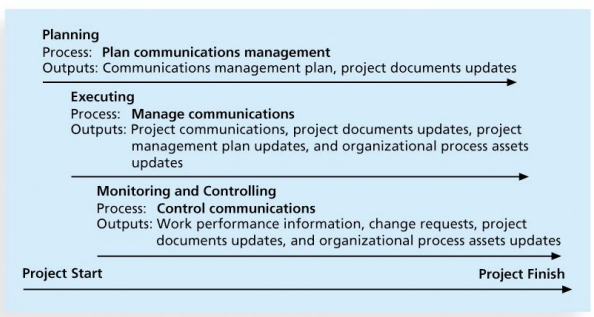 Planning
Process: Plan communications management
Outputs: Communications management plan, project documents updates
Executing
Process: Manage communications
Outputs: Project communications, project documents updates, project
management plan updates, and organizational process assets
updates
Monitoring and Controlling
Process: Control communications
Outputs: Work performance information, change requests, project
documents updates, and organizational process assets updates
Project Start Project Finish